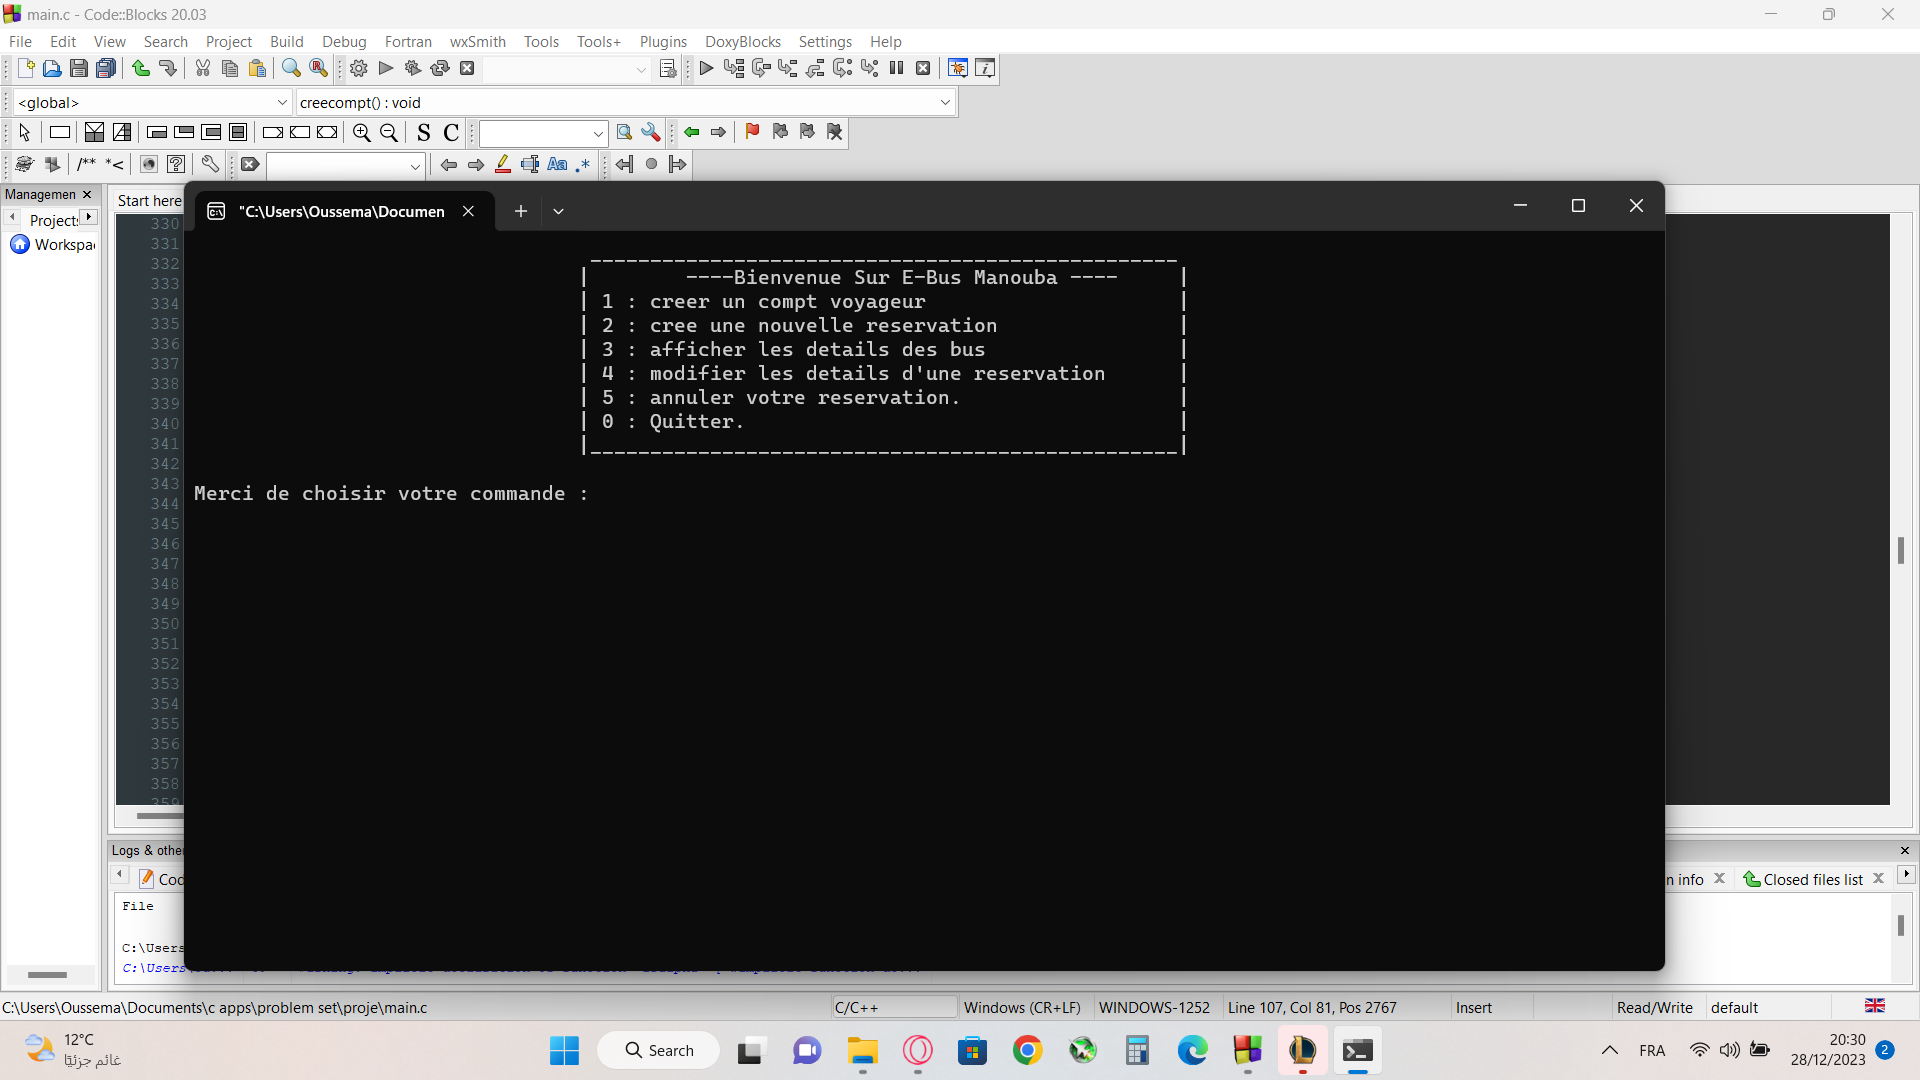 main.c - Code::Blocks 20.03
File Edit View Search Project Build Debug Fortran wxSmith Tools Tools+ Plugins DoxyBlocks Settings Help
<global> creecompt() : void
S C
/** *< ?
Aa .*
Managemen
Start here
Projects
Workspa
"C:\Users\Oussema\Documen
330
331
332
333
334
335
336
337
338
339
340
341
342
343
344
345
346
347
348
349
350
351
352
353
354
355
356
357
358
359
----Bienvenue Sur E-Bus Manouba ----
1 : creer un compt voyageur
2 : cree une nouvelle reservation
3 : afficher les details des bus
4 : modifier les details d'une reservation
5 : annuler votre reservation.
0 : Quitter.
Merci de choisir votre commande :
Logs & other
Cod
n info
Closed files list
File
C:\Users
C:\Users
C:\Users\Oussema\Documents\c apps\problem set\proje\main.c C/C++ Windows (CR+LF) WINDOWS-1252 Line 107, Col 81, Pos 2767 Insert Read/Write default
12°C
غائم جزئيًا
Search
FRA
20:30
28/12/2023
2